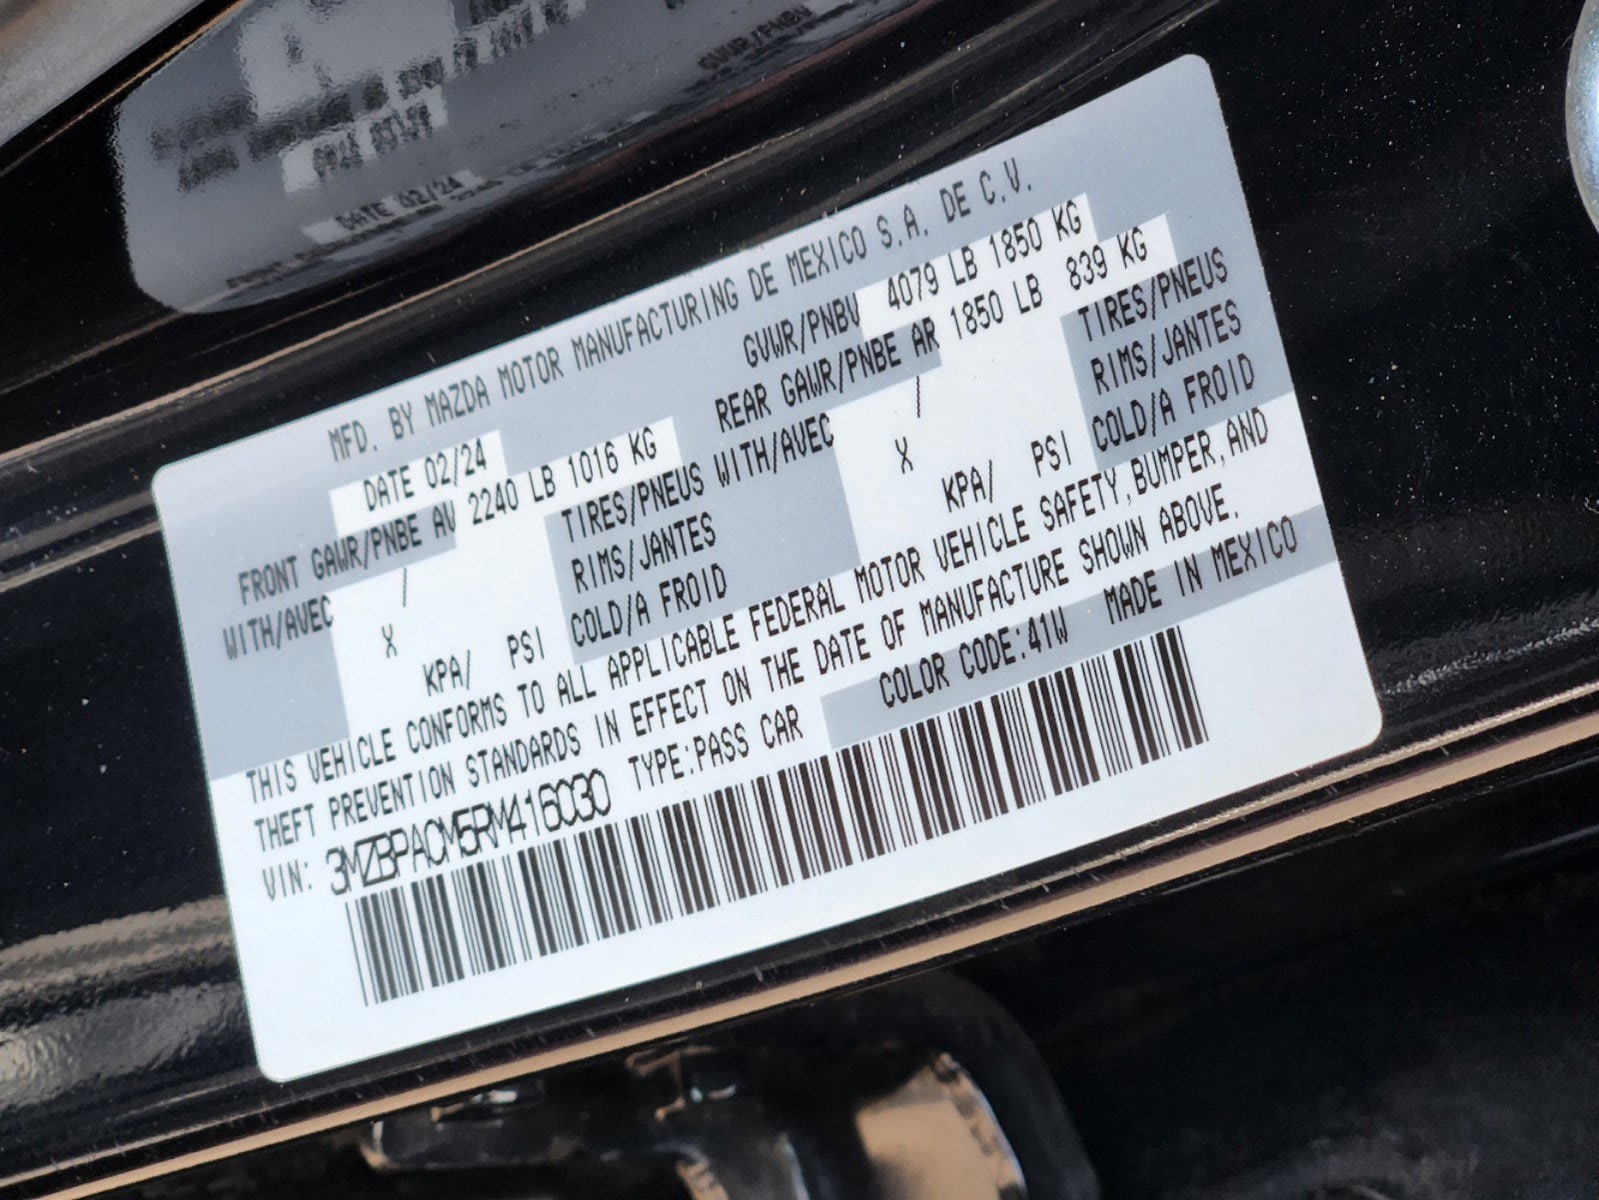 MFD. BY MAZDA MOTOR MANUFACTURING DE MEXICO S.A. DE C.V.
DATE 02/24 GVWR/PNBV 4079 LB 1850 KG
FRONT GAWR/PNBE AV 2240 LB 1016 KG REAR GAWR/PNBE AR 1850 LB 839 KG
WITH/AVEC / TIRES/PNEUS WITH/AVEC / TIRES/PNEUS
X RIMS/JANTES X RIMS/JANTES
KPA/ PSI COLD/A FROID KPA/ PSI COLD/A FROID
THIS VEHICLE CONFORMS TO ALL APPLICABLE FEDERAL MOTOR VEHICLE SAFETY, BUMPER, AND
THEFT PREVENTION STANDARDS IN EFFECT ON THE DATE OF MANUFACTURE SHOWN ABOVE.
VIN: 3MZBPACM5RM416030 TYPE:PASS CAR COLOR CODE:41W MADE IN MEXICO